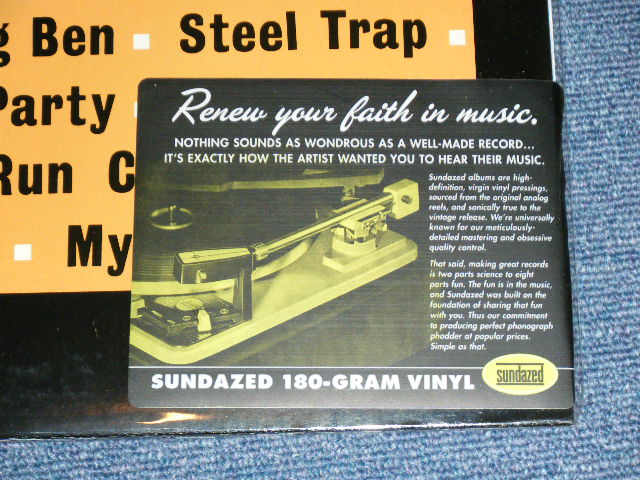 Ben ▪ Steel Trap ▪
Party ▪
Run C
▪ My
Renew your faith in music.
NOTHING SOUNDS AS WONDROUS AS A WELL-MADE RECORD...
IT'S EXACTLY HOW THE ARTIST WANTED YOU TO HEAR THEIR MUSIC.
Sundazed albums are high-
definition, virgin vinyl pressings,
sourced from the original analog
reels, and sonically true to the
vintage release. We're universally
known for our meticulously-
detailed mastering and obsessive
quality control.
That said, making great records
is two parts science to eight
parts fun. The fun is in the music,
and Sundazed was built on the
foundation of sharing that fun
with you. Thus our commitment
to producing perfect phonograph
phodder at popular prices.
Simple as that.
SUNDAZED 180-GRAM VINYL
sundazed